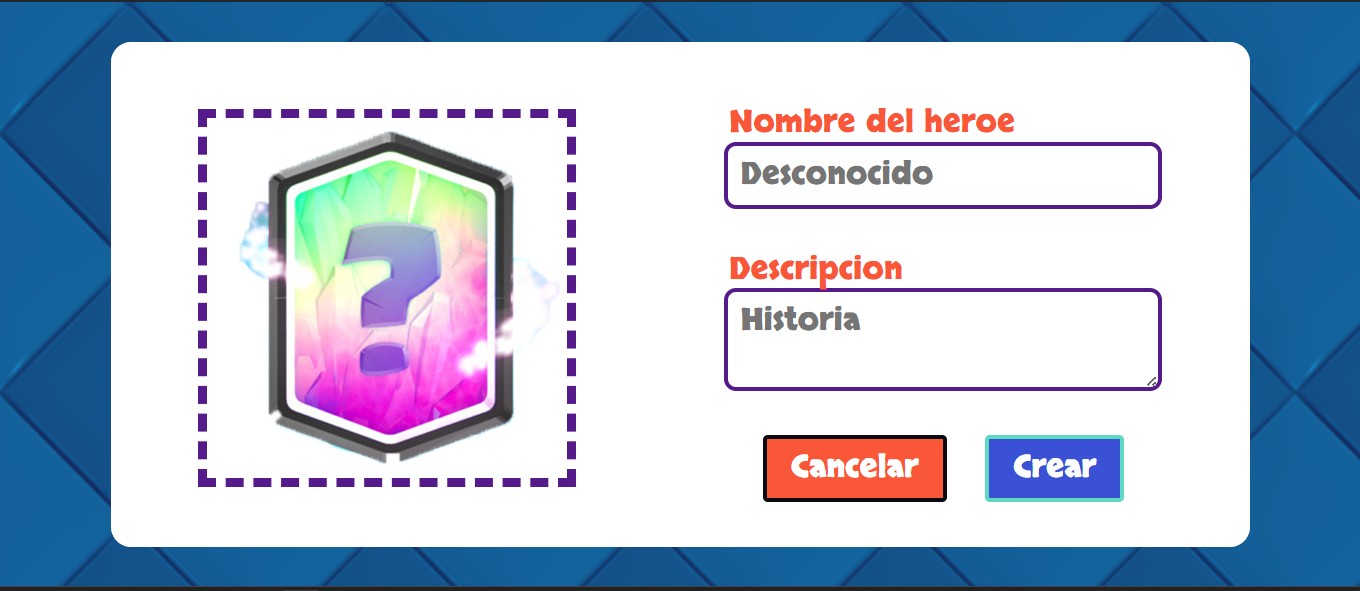 ?
Nombre del heroe
Desconocido
Descripcion
Historia
Cancelar
Crear